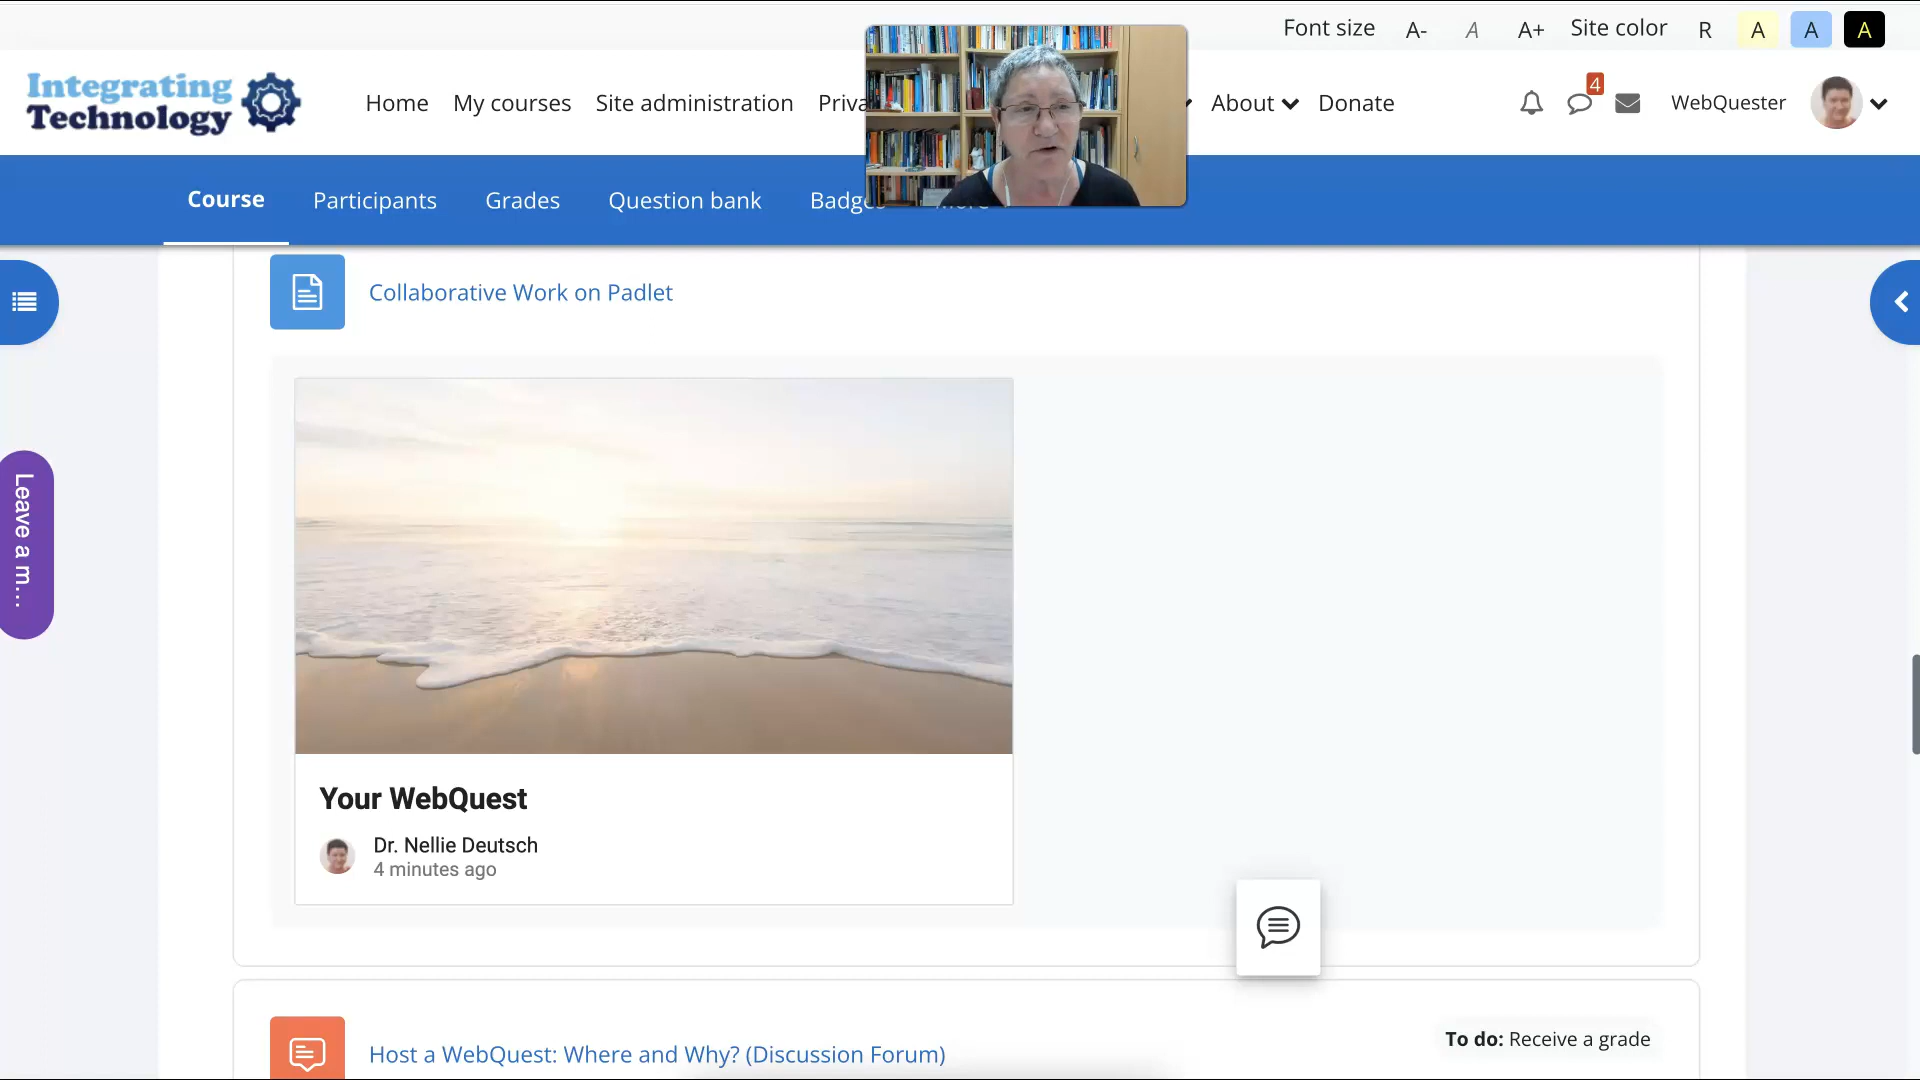 Font size A- A A+ Site color R A A A
Integrating
Technology
Home My courses Site administration Priva About Donate 4 WebQuester
Course Participants Grades Question bank Badges More
Collaborative Work on Padlet
Leave a m...
Your WebQuest
Dr. Nellie Deutsch
4 minutes ago
To do: Receive a grade
Host a WebQuest: Where and Why? (Discussion Forum)